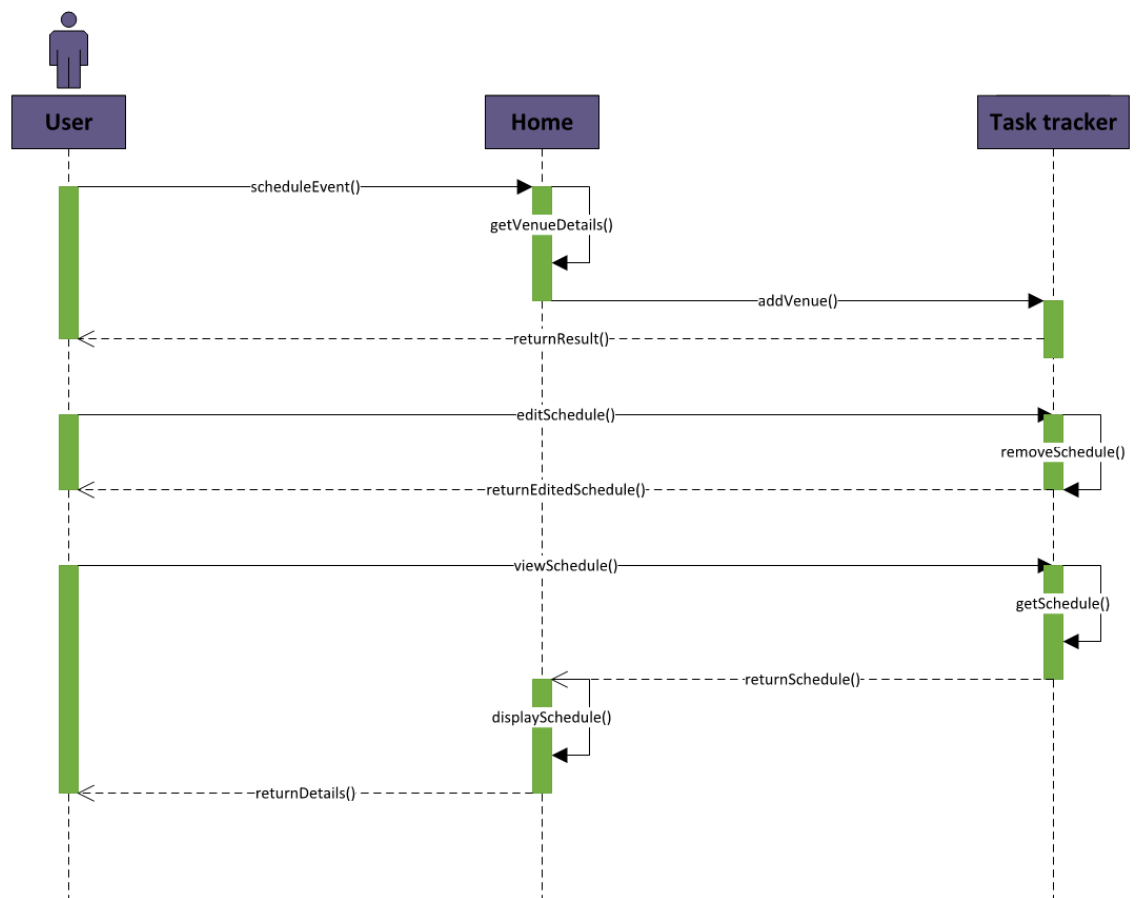 User
Home
Task tracker
scheduleEvent()
getVenueDetails()
addVenue()
returnResult()
editSchedule()
removeSchedule()
returnEditedSchedule()
viewSchedule()
getSchedule()
returnSchedule()
displaySchedule()
returnDetails()